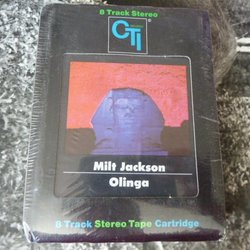 8 Track Stereo
CTI
Milt Jackson
Olinga
8 Track Stereo Tape Cartridge